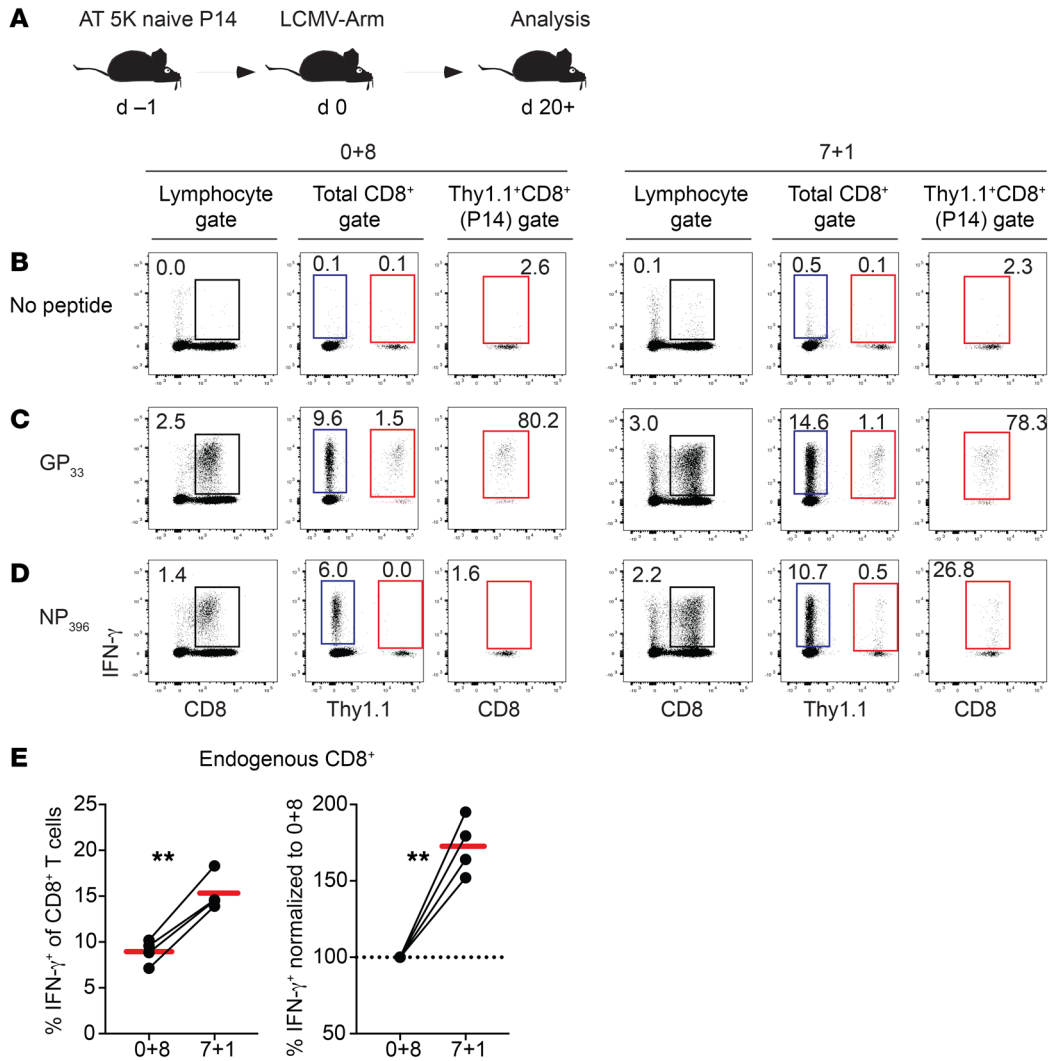 A
AT 5K naive P14 LCMV-Arm Analysis
d –1 d 0 d 20+
0+8 7+1
Lymphocyte gate Total CD8⁺ gate Thy1.1⁺CD8⁺ (P14) gate Lymphocyte gate Total CD8⁺ gate Thy1.1⁺CD8⁺ (P14) gate
B
No peptide
0.0 0.1 0.1 2.6 0.1 0.5 0.1 2.3
C
GP₃₃
2.5 9.6 1.5 80.2 3.0 14.6 1.1 78.3
D
NP₃₉₆
1.4 6.0 0.0 1.6 2.2 10.7 0.5 26.8
IFN-γ
CD8 Thy1.1 CD8 CD8 Thy1.1 CD8
E
Endogenous CD8⁺
% IFN-γ⁺ of CD8⁺ T cells
25
20
15
10
5
0
**
0+8 7+1
% IFN-γ⁺ normalized to 0+8
200
150
100
50
**
0+8 7+1